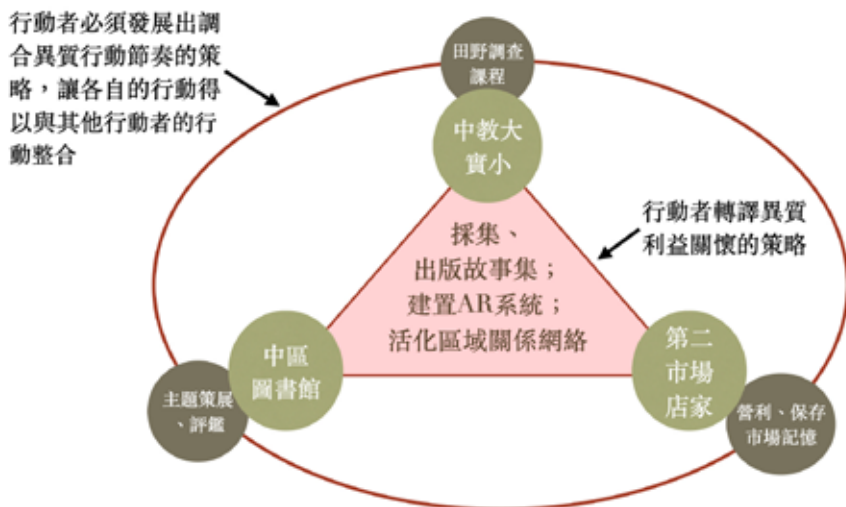 行動者必須發展出調
合異質行動節奏的策
略，讓各自的行動得
以與其他行動者的行
動整合
田野調查
課程
中教大
實小
行動者轉譯異質
利益關懷的策略
採集、
出版故事集；
建置AR系統；
活化區域關係網絡
中區
圖書館
第二
市場
店家
主題策展
、評鑑
營利、保存
市場記憶